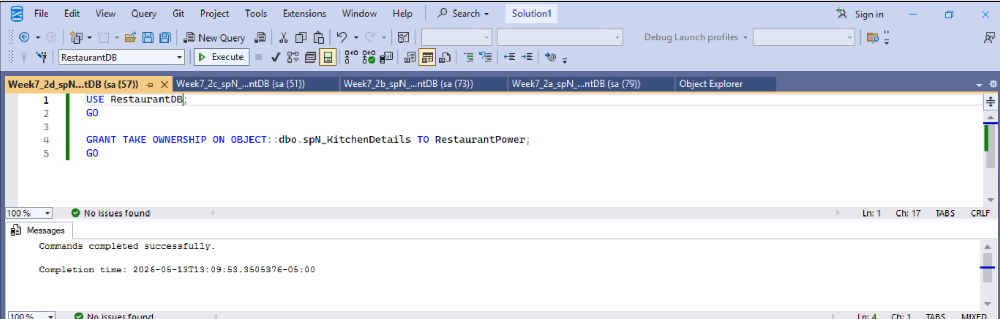 File Edit View Query Git Project Tools Extensions Window Help Search Solution1 Sign in
New Query Debug Launch profiles
RestaurantDB Execute
Week7_2d_spN...tDB (sa (57)) Week7_2c_spN_...ntDB (sa (51)) Week7_2b_spN_...ntDB (sa (73)) Week7_2a_spN_...ntDB (sa (79)) Object Explorer
1 USE RestaurantDB;
2 GO
3
4 GRANT TAKE OWNERSHIP ON OBJECT::dbo.spN_KitchenDetails TO RestaurantPower;
5 GO
100 % No issues found Ln: 1 Ch: 17 TABS CRLF
Messages
Commands completed successfully.
Completion time: 2026-05-13T13:09:53.3505376-05:00
100 % No issues found Ln: 4 Ch: 1 TABS MIXED